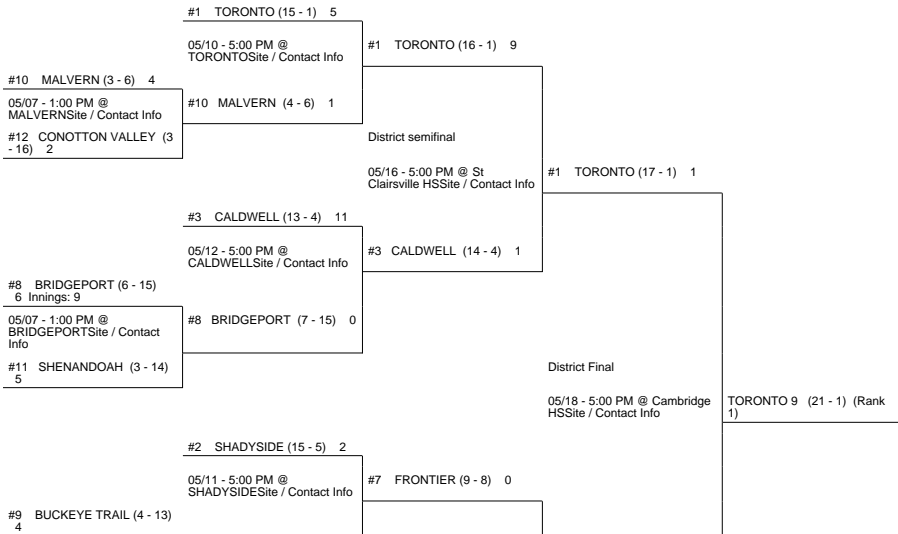 #1 TORONTO (15 - 1) 5
05/10 - 5:00 PM @
TORONTOSite / Contact Info
#1 TORONTO (16 - 1) 9
#10 MALVERN (3 - 6) 4
05/07 - 1:00 PM @
MALVERNSite / Contact Info
#10 MALVERN (4 - 6) 1
#12 CONOTTON VALLEY (3
- 16) 2
District semifinal
05/16 - 5:00 PM @ St
Clairsville HSSite / Contact Info
#1 TORONTO (17 - 1) 1
#3 CALDWELL (13 - 4) 11
05/12 - 5:00 PM @
CALDWELLSite / Contact Info
#3 CALDWELL (14 - 4) 1
#8 BRIDGEPORT (6 - 15)
6 Innings: 9
05/07 - 1:00 PM @
BRIDGEPORTSite / Contact
Info
#8 BRIDGEPORT (7 - 15) 0
#11 SHENANDOAH (3 - 14)
5
District Final
05/18 - 5:00 PM @ Cambridge
HSSite / Contact Info
TORONTO 9 (21 - 1) (Rank
1)
#2 SHADYSIDE (15 - 5) 2
05/11 - 5:00 PM @
SHADYSIDESite / Contact Info
#7 FRONTIER (9 - 8) 0
#9 BUCKEYE TRAIL (4 - 13)
4